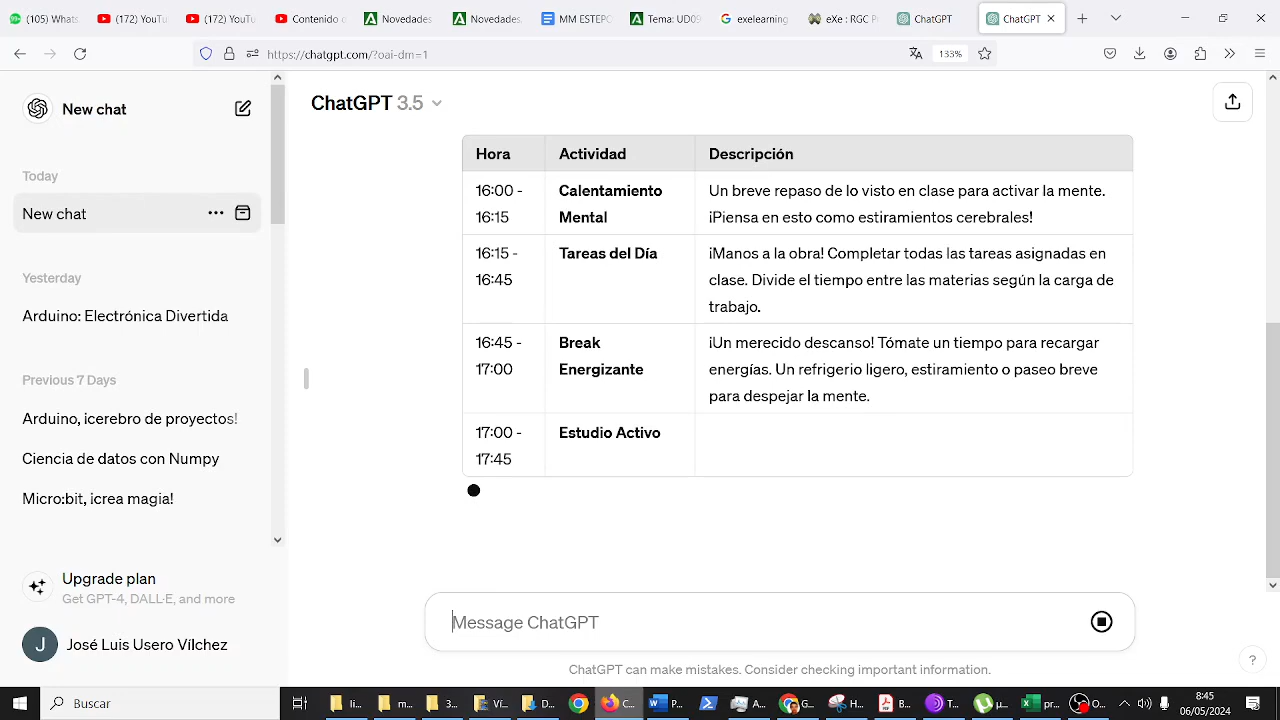 (105) Whats
(172) YouTu
(172) YouT
Contenido c
Novedades
Novedades
MM ESTEPO
Tema: UD09
exelearning
eXe : RGC P
ChatGPT
ChatGPT
https://chatgpt.com/?oai-dm=1
133%
New chat
Today
New chat
Yesterday
Arduino: Electrónica Divertida
Previous 7 Days
Arduino, ¡cerebro de proyectos!
Ciencia de datos con Numpy
Micro:bit, ¡crea magia!
Upgrade plan
Get GPT-4, DALL·E, and more
J
José Luis Usero Vílchez
ChatGPT 3.5
Hora Actividad Descripción
16:00 - Calentamiento Un breve repaso de lo visto en clase para activar la mente.
16:15 Mental ¡Piensa en esto como estiramientos cerebrales!
16:15 - Tareas del Día ¡Manos a la obra! Completar todas las tareas asignadas en
16:45 clase. Divide el tiempo entre las materias según la carga de
trabajo.
16:45 - Break ¡Un merecido descanso! Tómate un tiempo para recargar
17:00 Energizante energías. Un refrigerio ligero, estiramiento o paseo breve
para despejar la mente.
17:00 - Estudio Activo
17:45
Message ChatGPT
ChatGPT can make mistakes. Consider checking important information.
?
Buscar
lii
m
3.
VI
D
C...
P...
A...
G...
H...
P...
T...
µ...
P...
O...
8:45
06/05/2024